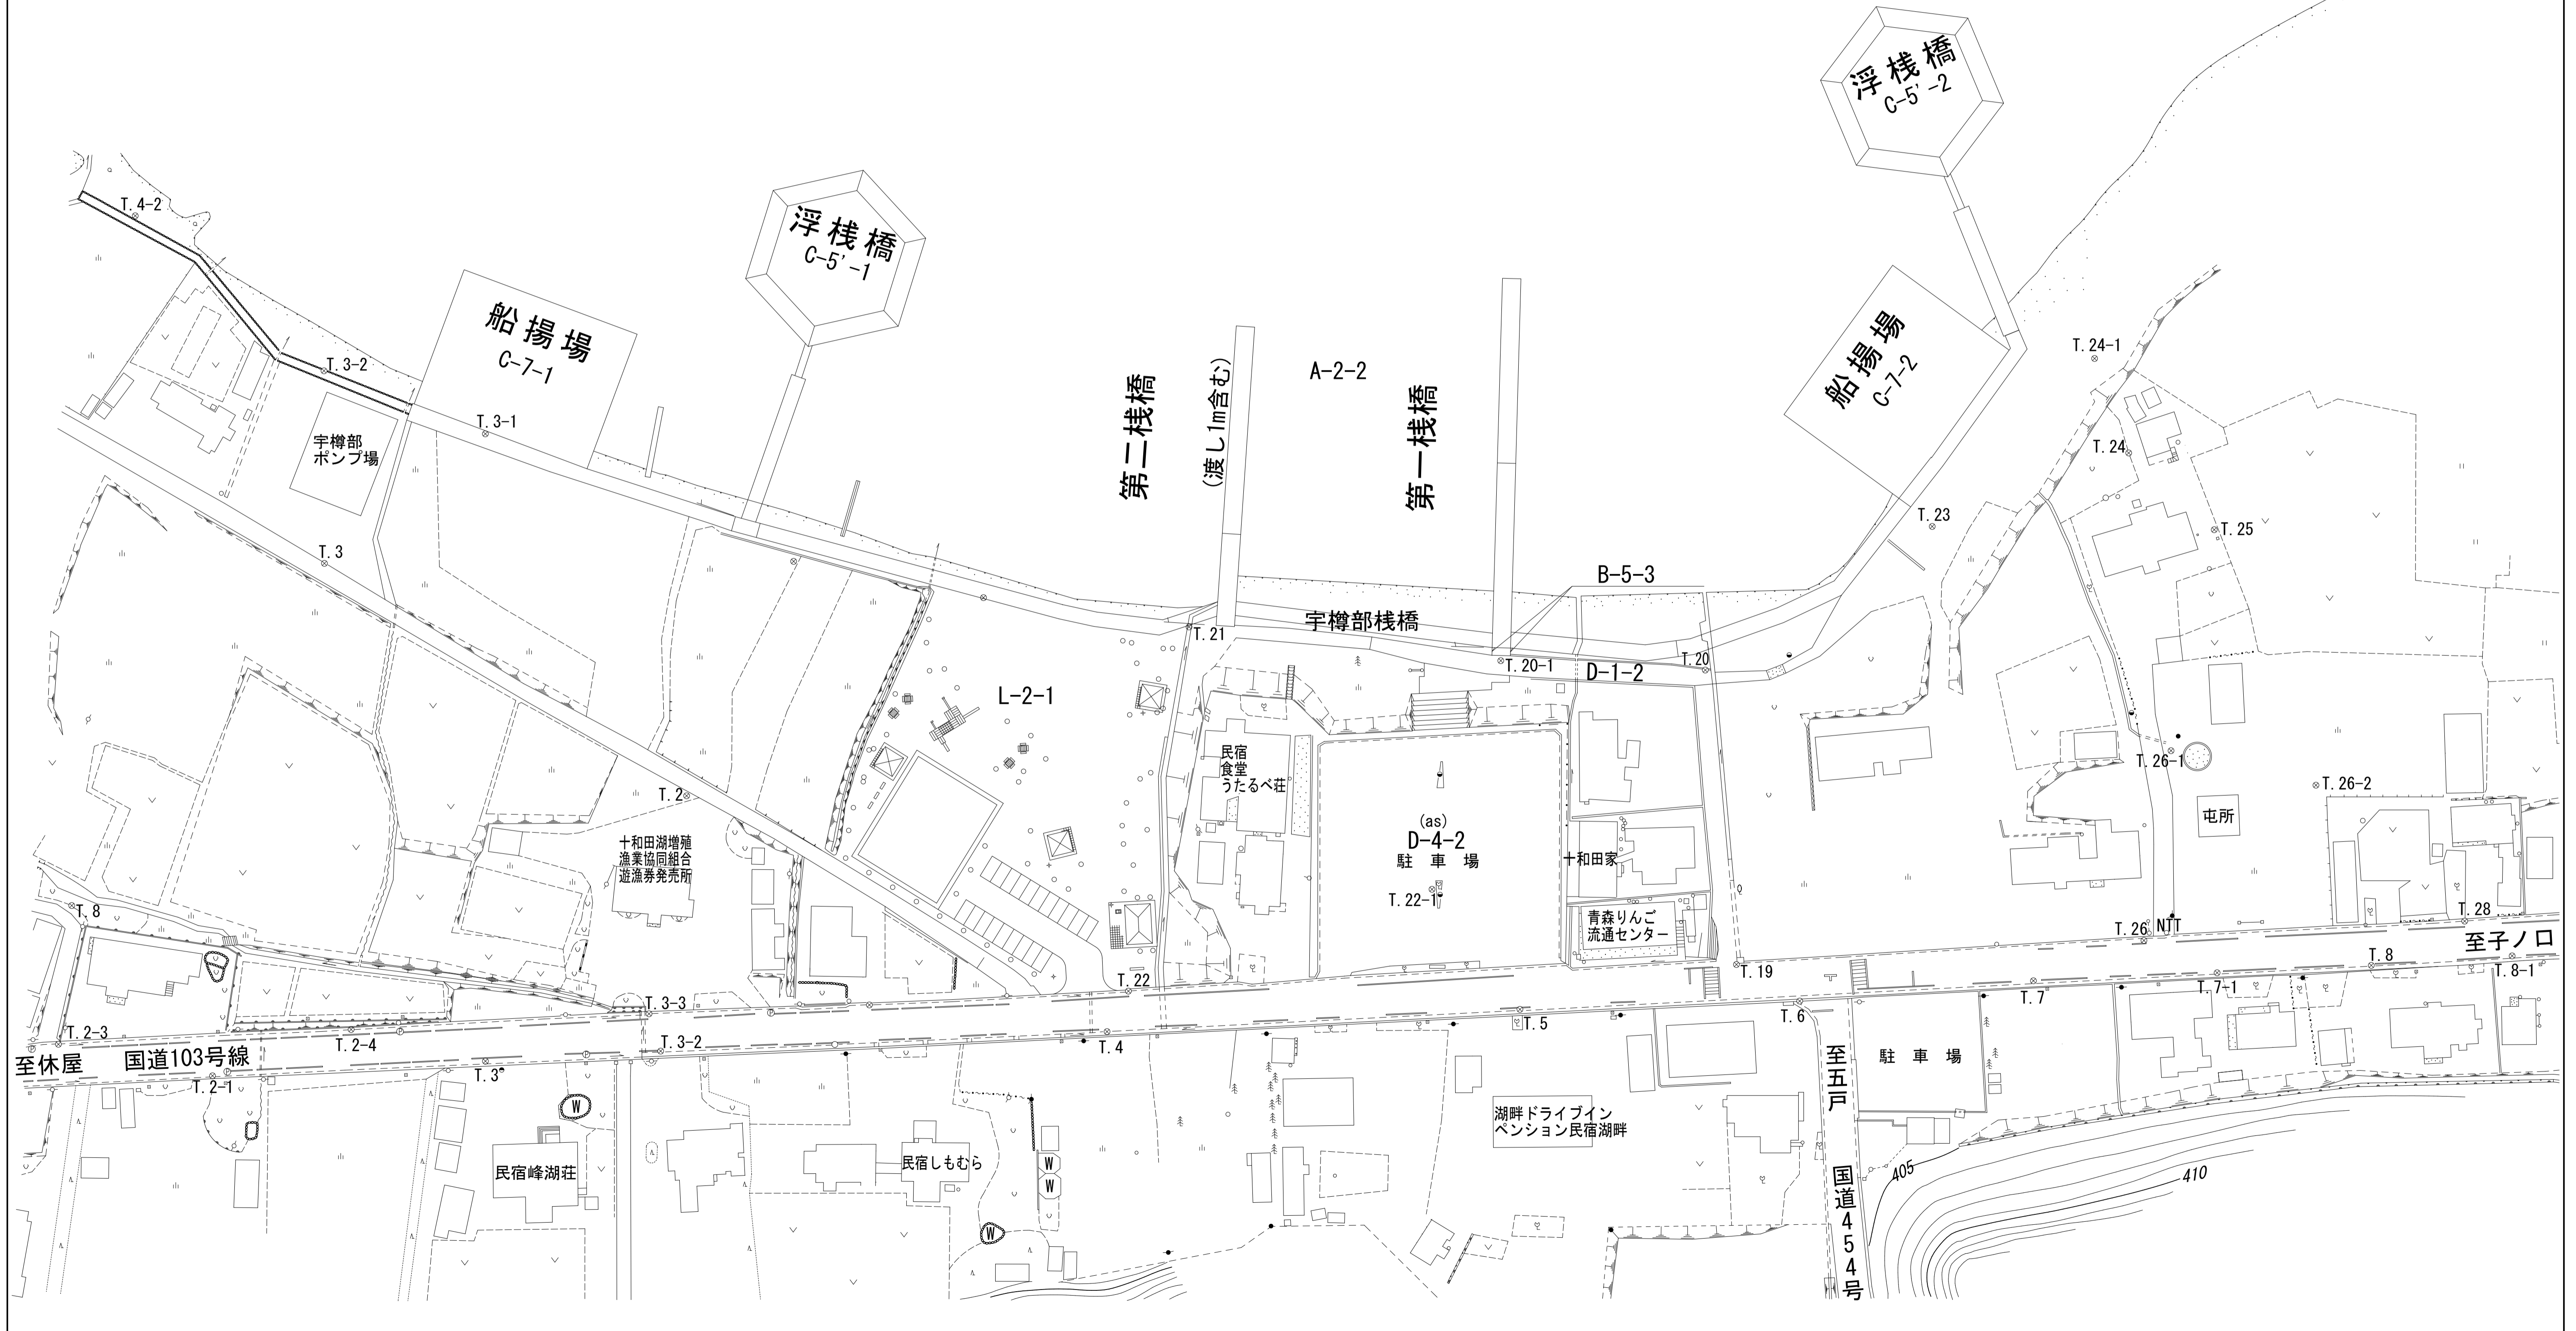 浮桟橋
C-5'-2
浮桟橋
C-5'-1
T.4-2
船揚場
C-7-1
船揚場
C-7-2
T.3-2
T.3-1
宇樽部
ポンプ場
第二桟橋
(渡し1m含む)
A-2-2
第一桟橋
T.24-1
T.24
T.23
T.25
T.3
B-5-3
宇樽部桟橋
T.21
T.20-1
T.20
D-1-2
L-2-1
民宿
食堂
うたるべ荘
T.2
T.26-1
T.26-2
屯所
(as)
D-4-2
駐車場
T.22-1
十和田家
十和田湖増殖
漁業協同組合
遊漁券発売所
青森りんご
流通センター
T.8
T.28
NTT
T.26
至子ノ口
T.19
T.22
T.8
T.8-1
T.7-1
T.7
T.6
T.5
T.3-3
T.2-3
T.2-4
T.3-2
T.4
至休屋
国道103号線
T.2-1
T.3
至五戸
駐車場
W
湖畔ドライブイン
ペンション民宿湖畔
民宿峰湖荘
民宿しもむら
W
W
W
405
410
国道454号